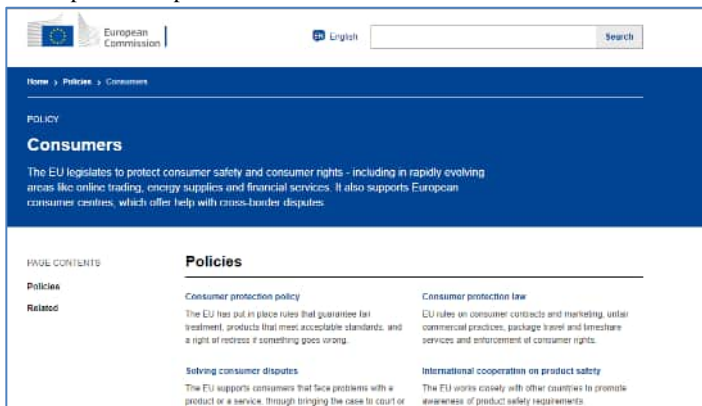 European
Commission
EN English
Search
Home > Policies > Consumers
POLICY
Consumers
The EU legislates to protect consumer safety and consumer rights - including in rapidly evolving
areas like online trading, energy supplies and financial services. It also supports European
consumer centres, which offer help with cross-border disputes
PAGE CONTENTS
Policies
Related
Policies
Consumer protection policy
The EU has put in place rules that guarantee fair
treatment, products that meet acceptable standards, and
a right of redress if something goes wrong.
Consumer protection law
EU rules on consumer contracts and marketing, unfair
commercial practices, package travel and timeshare
services and enforcement of consumer rights.
Solving consumer disputes
The EU supports consumers that face problems with a
product or a service, through bringing the case to court or
International cooperation on product safety
The EU works closely with other countries to promote
awareness of product safety requirements.